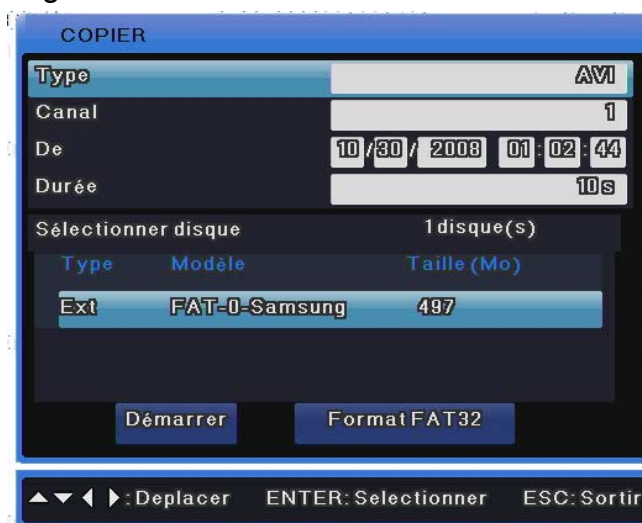 COPIER
Type AVI
Canal 1
De 10 / 30 / 2008 01 : 02 : 44
Durée 10s
Sélectionner disque 1 disque(s)
Type Modèle Taille (Mo)
Ext FAT-0-Samsung 497
Démarrer Format FAT32
:Deplacer ENTER: Selectionner ESC: Sortir